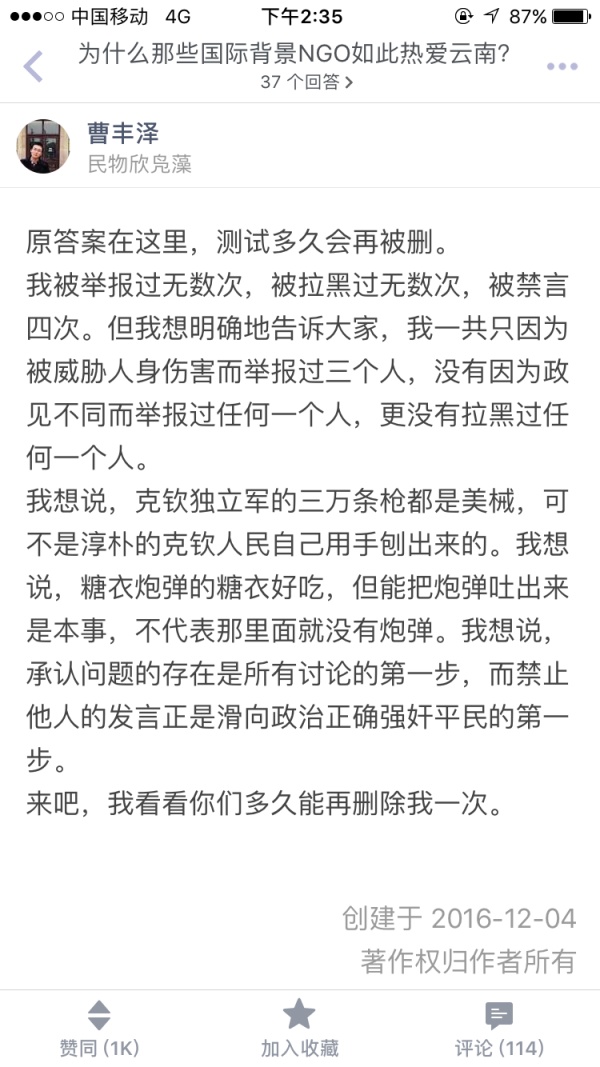 中国移动 4G 下午2:35 87%
为什么那些国际背景NGO如此热爱云南?
37 个回答
曹丰泽
民物欣凫藻
原答案在这里，测试多久会再被删。
我被举报过无数次，被拉黑过无数次，被禁言
四次。但我想明确地告诉大家，我一共只因为
被威胁人身伤害而举报过三个人，没有因为政
见不同而举报过任何一个人，更没有拉黑过任
何一个人。
我想说，克钦独立军的三万条枪都是美械，可
不是淳朴的克钦人民自己用手刨出来的。我想
说，糖衣炮弹的糖衣好吃，但能把炮弹吐出来
是本事，不代表那里面就没有炮弹。我想说，
承认问题的存在是所有讨论的第一步，而禁止
他人的发言正是滑向政治正确强奸平民的第一
步。
来吧，我看看你们多久能再删除我一次。
创建于 2016-12-04
著作权归作者所有
赞同 (1K) 加入收藏 评论 (114)